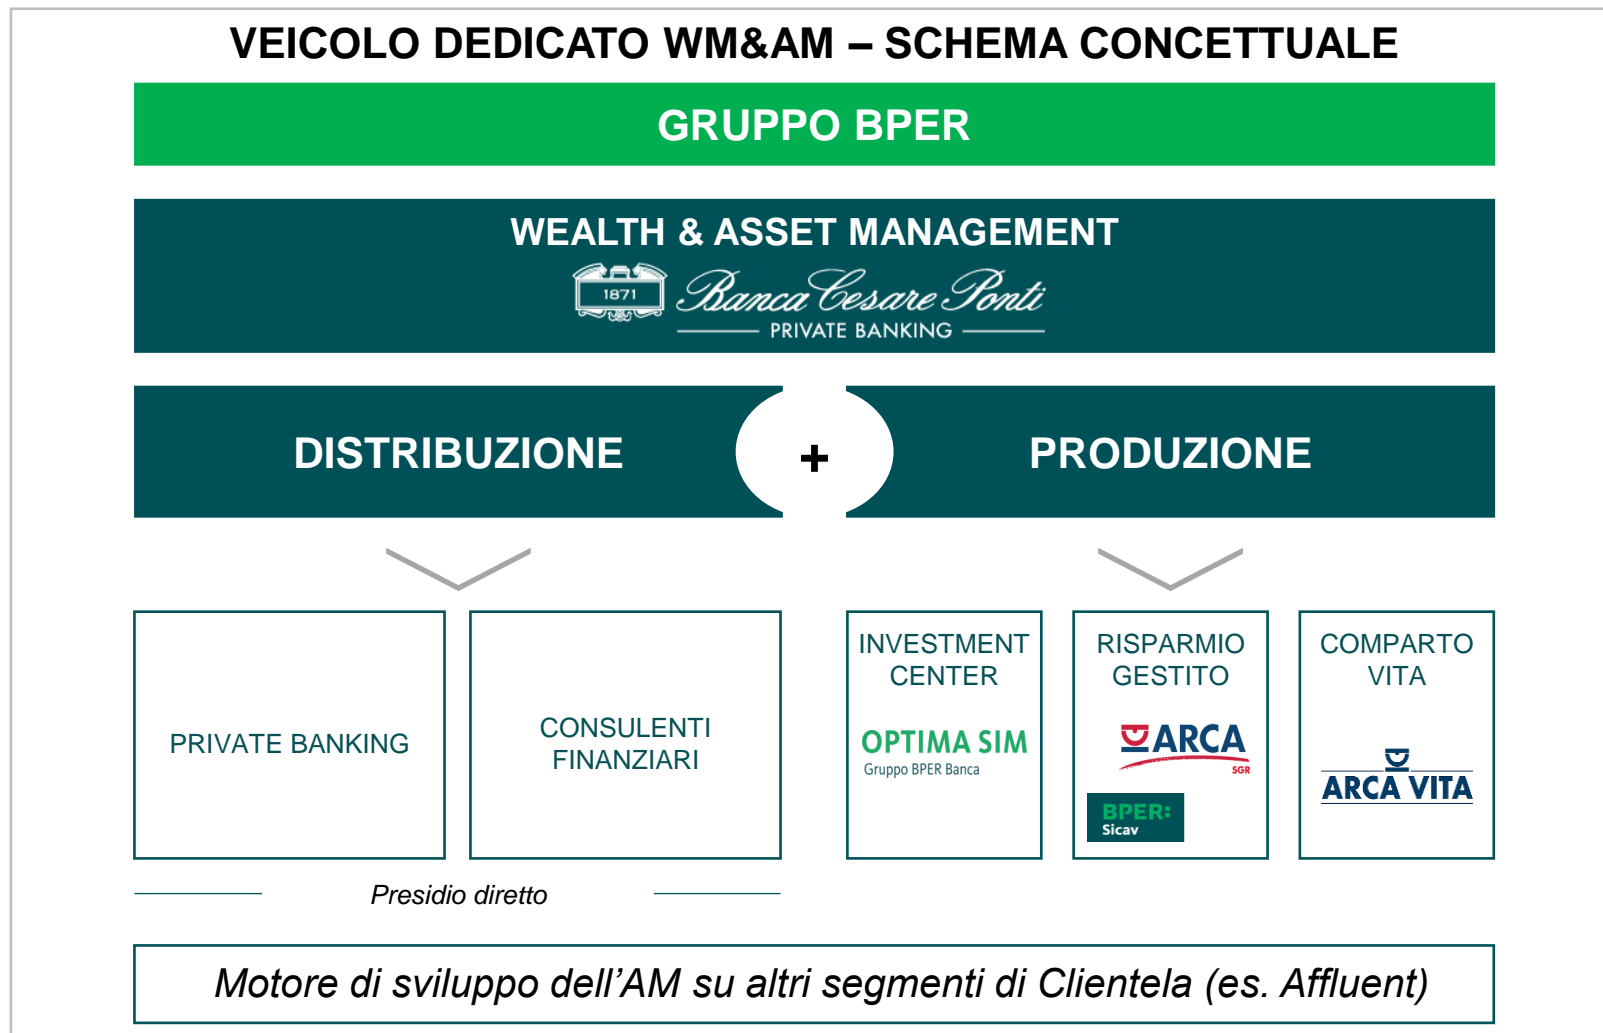 VEICOLO DEDICATO WM&AM – SCHEMA CONCETTUALE
GRUPPO BPER
WEALTH & ASSET MANAGEMENT
1871
Banca Cesare Ponti
PRIVATE BANKING
DISTRIBUZIONE
+
PRODUZIONE
PRIVATE BANKING
CONSULENTI
FINANZIARI
INVESTMENT
CENTER
OPTIMA SIM
Gruppo BPER Banca
RISPARMIO
GESTITO
ARCA
SGR
BPER:
Sicav
COMPARTO
VITA
ARCA VITA
Presidio diretto
Motore di sviluppo dell’AM su altri segmenti di Clientela (es. Affluent)